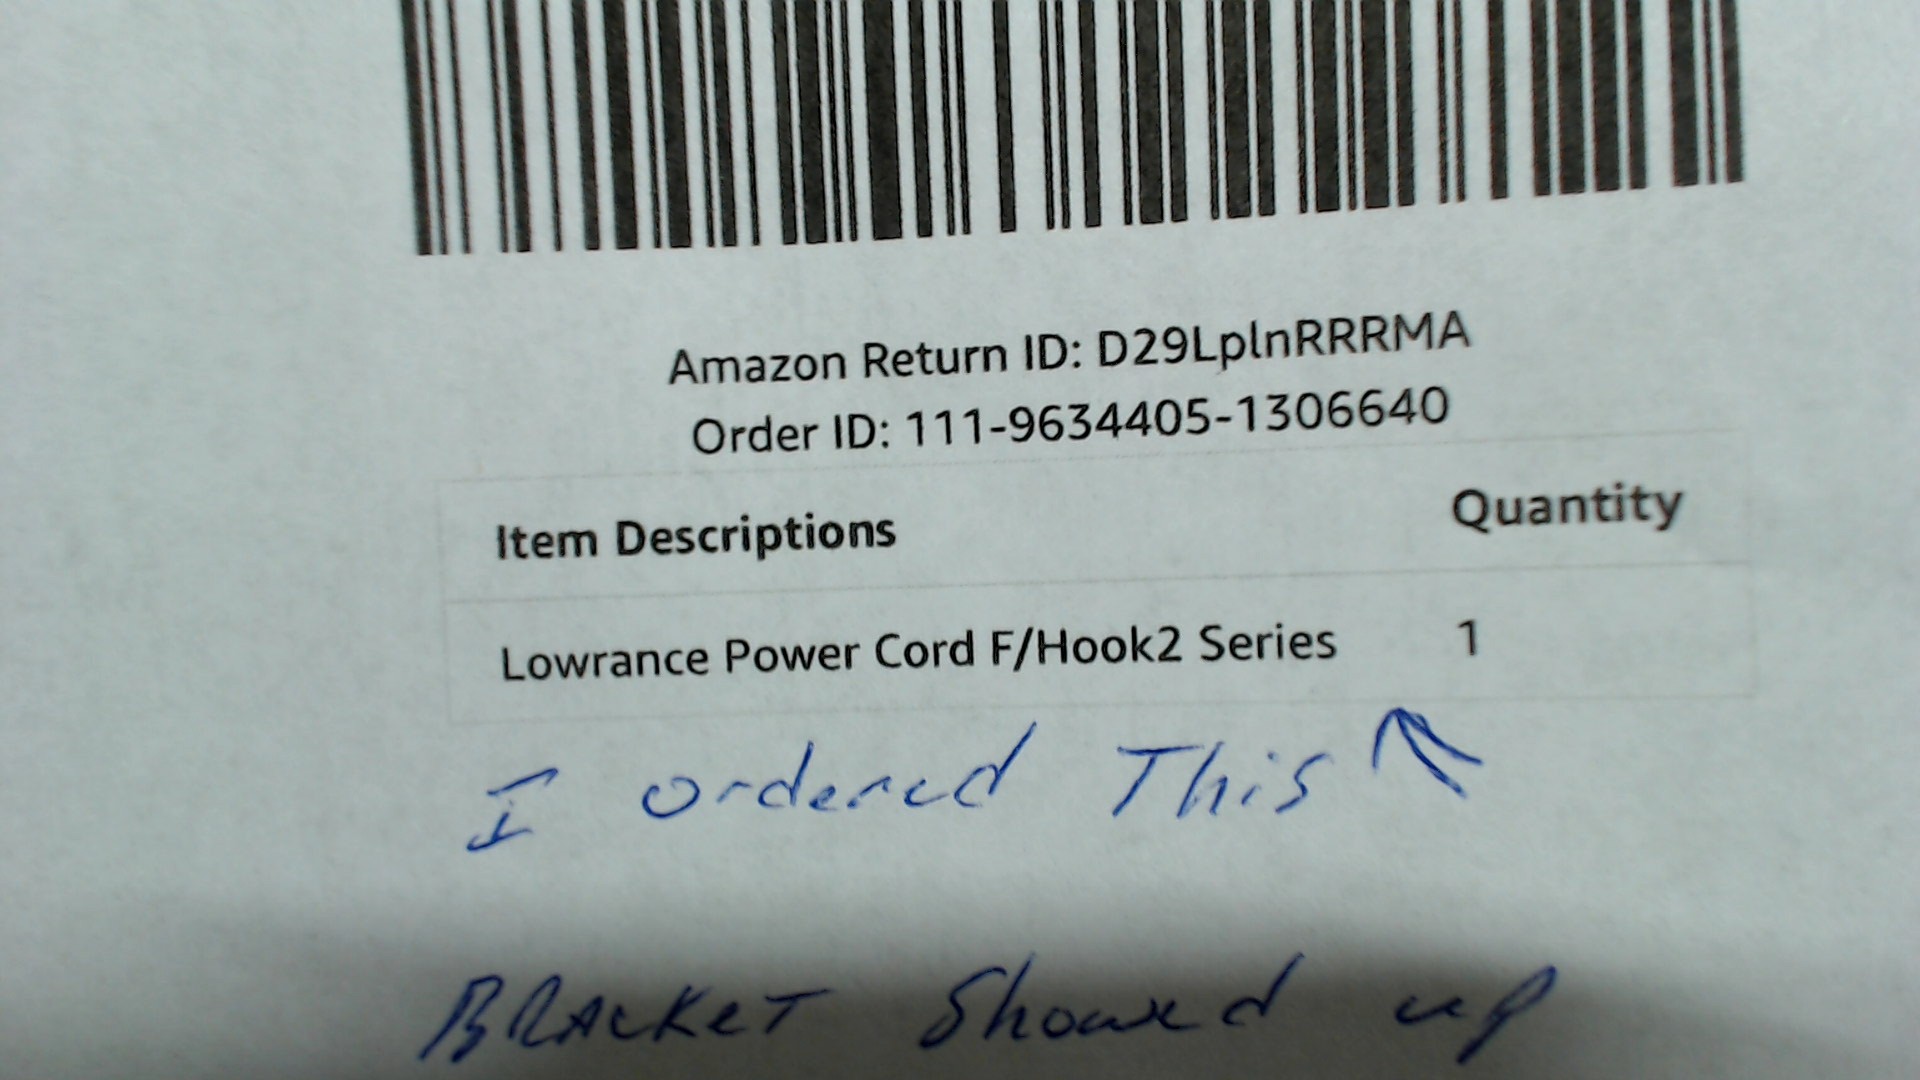 Amazon Return ID: D29LplnRRRMA
Order ID: 111-9634405-1306640
Item Descriptions Quantity
Lowrance Power Cord F/Hook2 Series 1
I ordered This
BRAcKeT Showed up